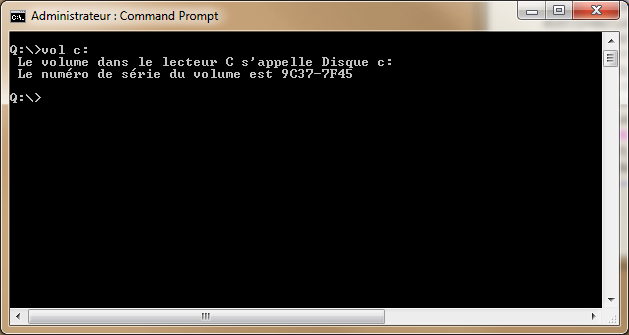 Administrateur : Command Prompt
Q:\>vol c:
Le volume dans le lecteur C s'appelle Disque c:
Le numéro de série du volume est 9C37-7F45
Q:\>